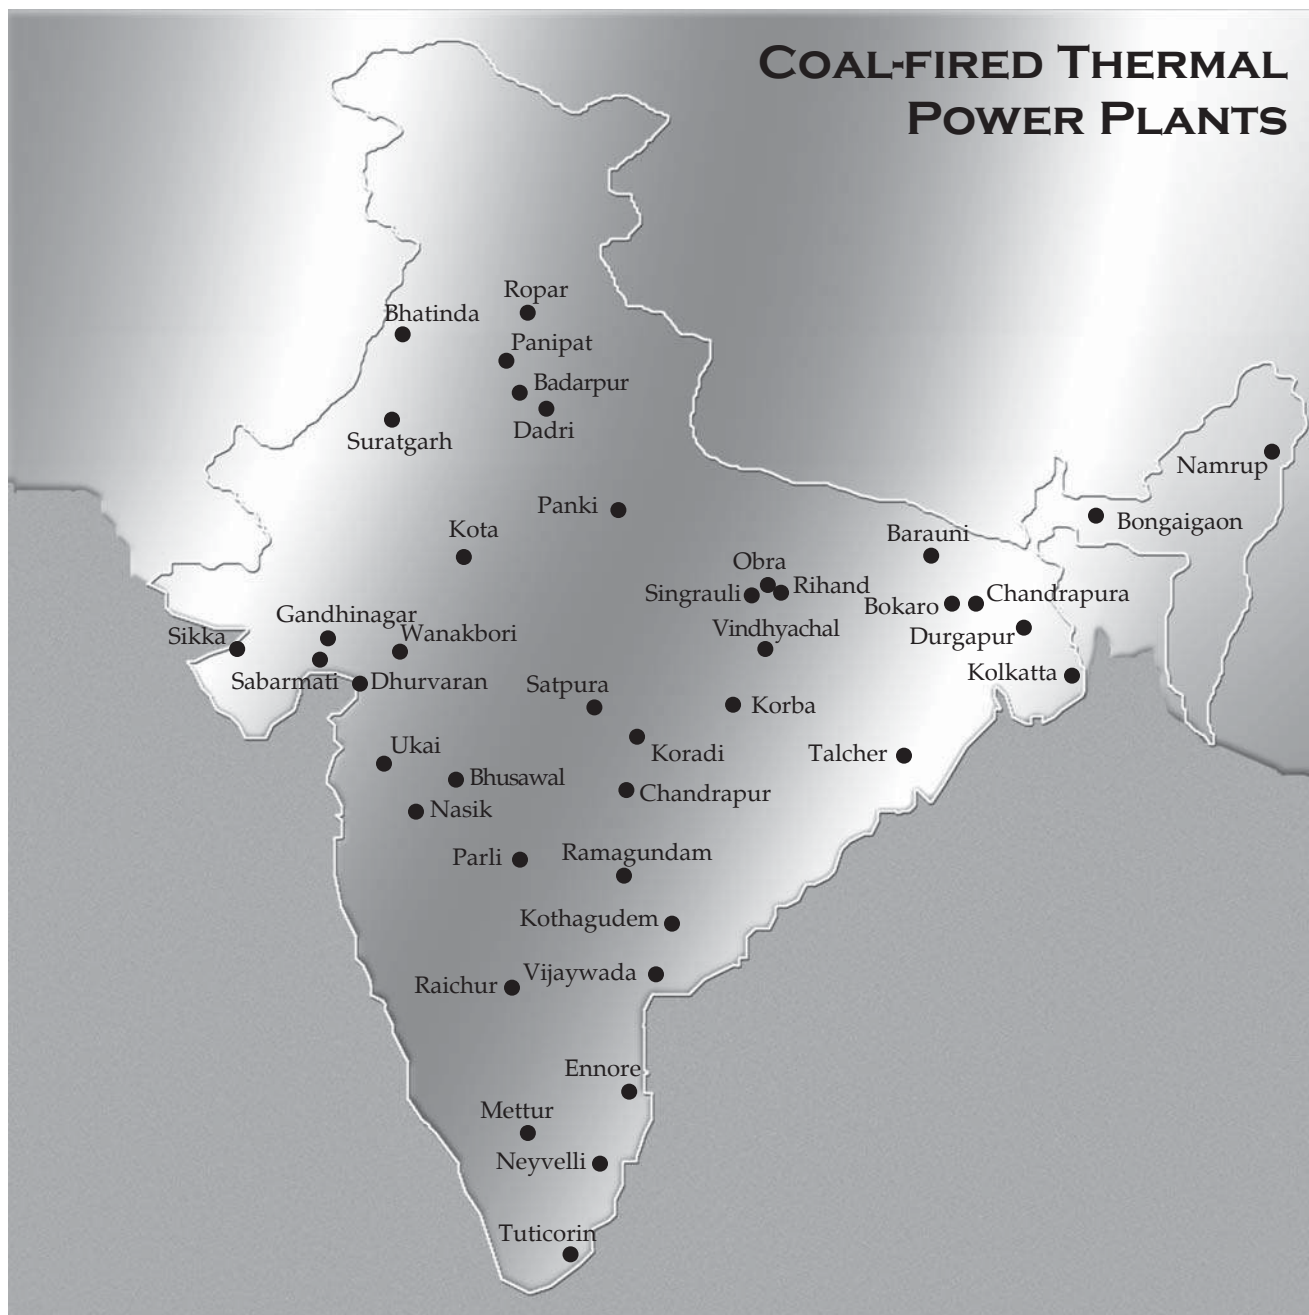 COAL-FIRED THERMAL
POWER PLANTS
Ropar
Bhatinda
Panipat
Badarpur
Dadri
Suratgarh
Namrup
Panki
Bongaigaon
Kota
Barauni
Obra
Singrauli
Rihand
Bokaro
Chandrapura
Gandhinagar
Sikka
Wanakbori
Vindhyachal
Durgapur
Sabarmati
Dhurvaran
Kolkatta
Satpura
Korba
Ukai
Koradi
Talcher
Bhusawal
Chandrapur
Nasik
Parli
Ramagundam
Kothagudem
Raichur
Vijaywada
Ennore
Mettur
Neyvelli
Tuticorin